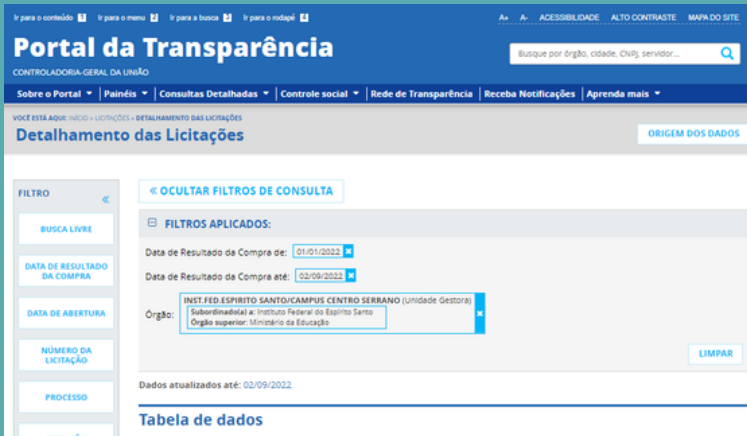 Ir para o conteúdo 1 Ir para o menu 2 Ir para a busca 3 Ir para o rodapé 4 A+ A- ACESSIBILIDADE ALTO CONTRASTE MAPA DO SITE
Portal da Transparência
Busque por órgão, cidade, CNPJ, servidor...
CONTROLADORIA-GERAL DA UNIÃO
Sobre o Portal Painéis Consultas Detalhadas Controle social Rede de Transparência Receba Notificações Aprenda mais
VOCÊ ESTÁ AQUI: INÍCIO » LICITAÇÕES » DETALHAMENTO DAS LICITAÇÕES
Detalhamento das Licitações
ORIGEM DOS DADOS
FILTRO «
« OCULTAR FILTROS DE CONSULTA
BUSCA LIVRE
FILTROS APLICADOS:
Data de Resultado da Compra de: 01/01/2022 x
DATA DE RESULTADO DA COMPRA
Data de Resultado da Compra até: 02/09/2022 x
DATA DE ABERTURA
Órgão:
INST.FED.ESPIRITO SANTO/CAMPUS CENTRO SERRANO (Unidade Gestora)
Subordinado(a) a: Instituto Federal do Espírito Santo
Órgão superior: Ministério da Educação
x
NÚMERO DA LICITAÇÃO
LIMPAR
Dados atualizados até: 02/09/2022
PROCESSO
Tabela de dados